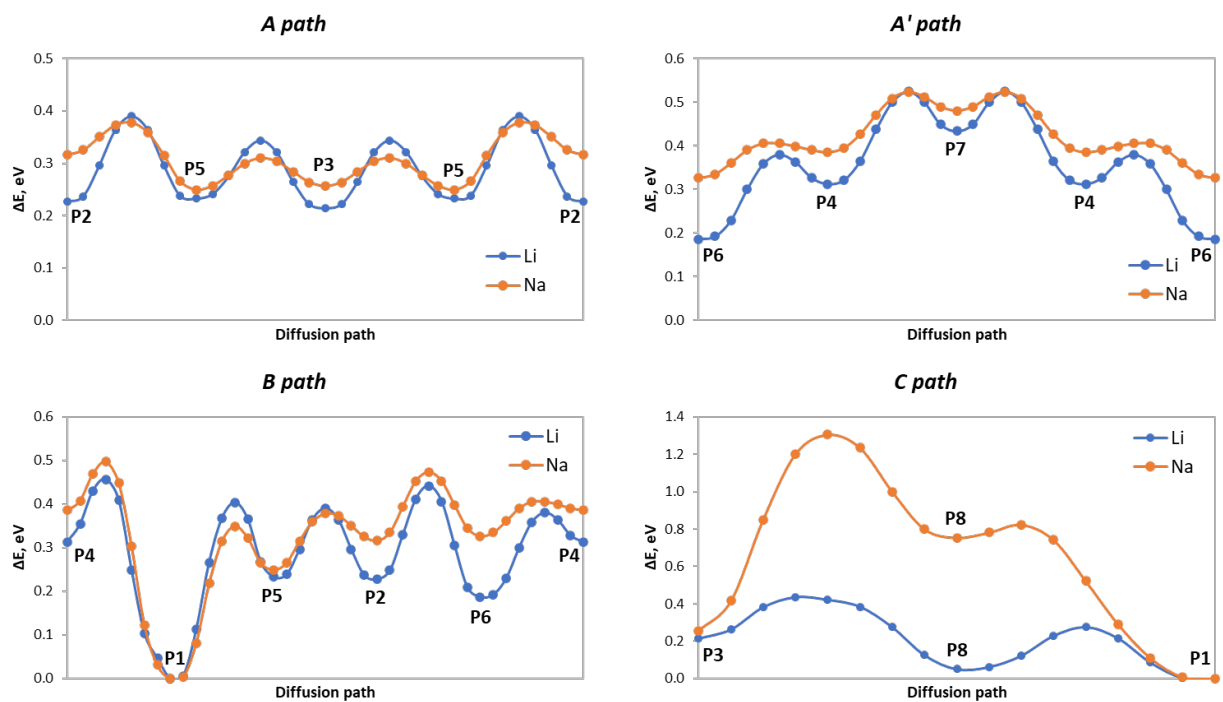 A path
0.5
0.4
0.3
0.2
0.1
0.0
ΔE, eV
P2
P5
P3
P5
P2
Li
Na
Diffusion path
A' path
0.6
0.5
0.4
0.3
0.2
0.1
0.0
ΔE, eV
P6
P4
P7
P4
P6
Li
Na
Diffusion path
B path
0.6
0.5
0.4
0.3
0.2
0.1
0.0
ΔE, eV
Li
Na
P4
P1
P5
P2
P6
P4
Diffusion path
C path
1.4
1.2
1.0
0.8
0.6
0.4
0.2
0.0
ΔE, eV
Li
Na
P8
P3
P8
P1
Diffusion path